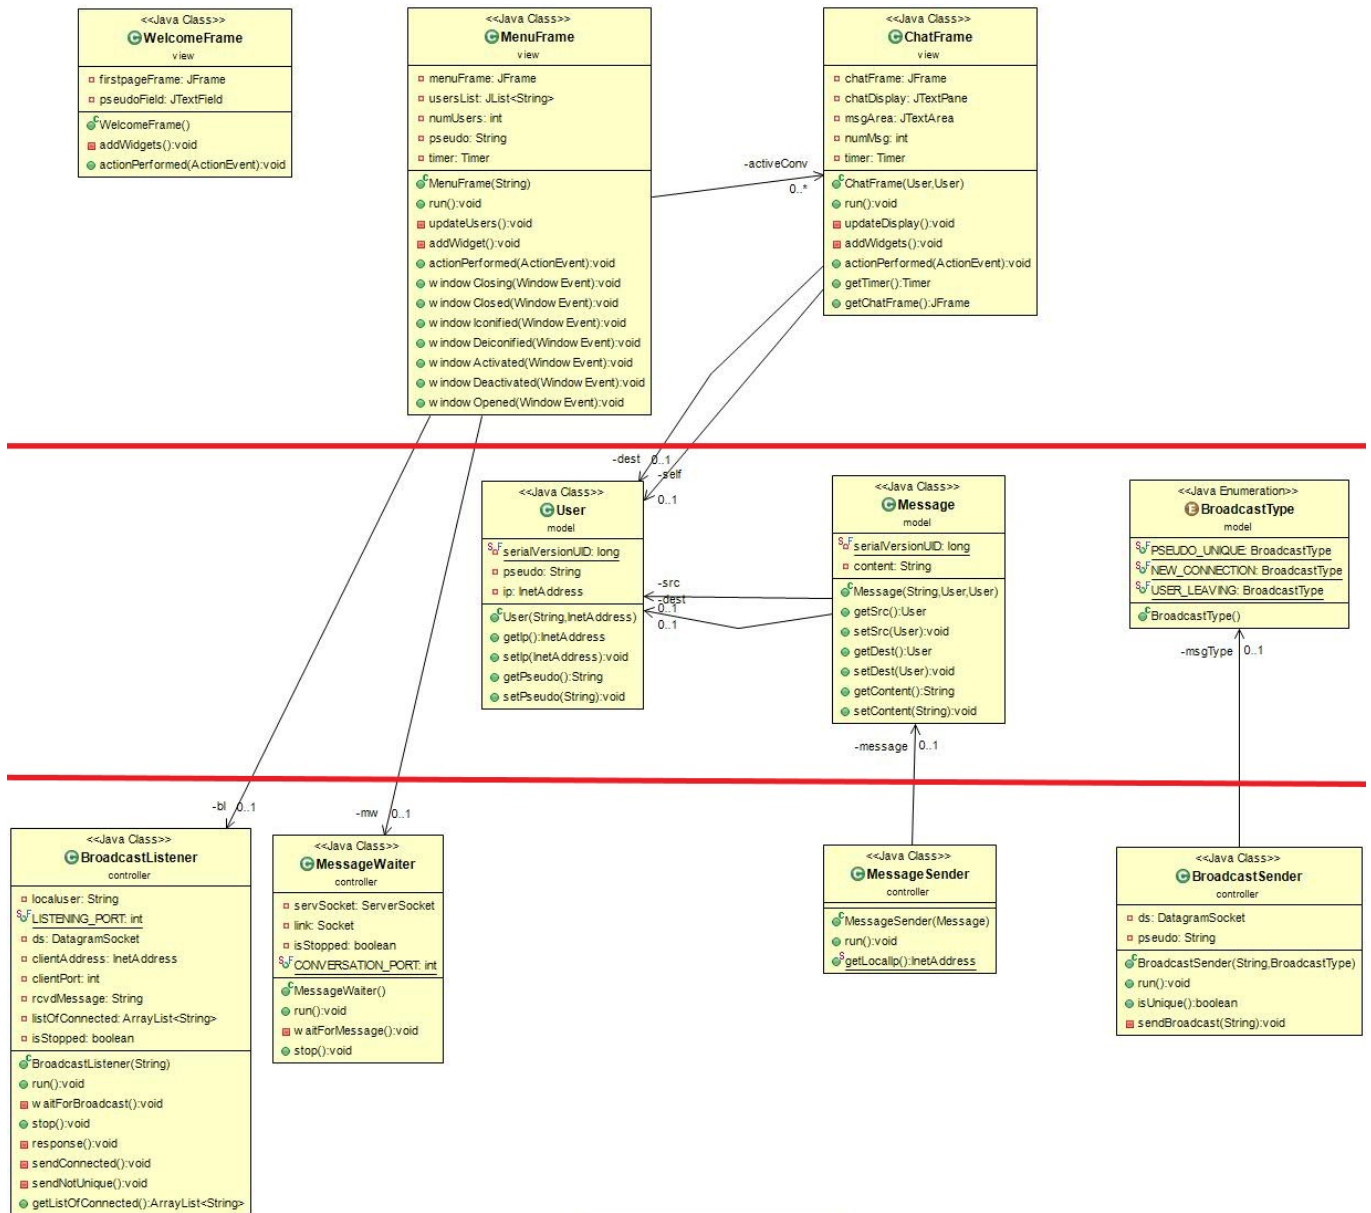 <<Java Class>>
WelcomeFrame
view
firstpageFrame: JFrame
pseudoField: JTextField
WelcomeFrame()
addWidgets():void
actionPerformed(ActionEvent):void
<<Java Class>>
MenuFrame
view
menuFrame: JFrame
usersList: JList<String>
numUsers: int
pseudo: String
timer: Timer
MenuFrame(String)
run():void
updateUsers():void
addWidget():void
actionPerformed(ActionEvent):void
windowClosing(WindowEvent):void
windowClosed(WindowEvent):void
windowIconified(WindowEvent):void
windowDeiconified(WindowEvent):void
windowActivated(WindowEvent):void
windowDeactivated(WindowEvent):void
windowOpened(WindowEvent):void
-activeConv
0..*
<<Java Class>>
ChatFrame
view
chatFrame: JFrame
chatDisplay: JTextPane
msgArea: JTextArea
numMsg: int
timer: Timer
ChatFrame(User,User)
run():void
updateDisplay():void
addWidgets():void
actionPerformed(ActionEvent):void
getTimer():Timer
getChatFrame():JFrame
-dest 0..1
-self
0..1
<<Java Class>>
User
model
serialVersionUID: long
pseudo: String
ip: InetAddress
User(String,InetAddress)
getIp():InetAddress
setIp(InetAddress):void
getPseudo():String
setPseudo(String):void
-src
-dest
0..1
0..1
<<Java Class>>
Message
model
serialVersionUID: long
content: String
Message(String,User,User)
getSrc():User
setSrc(User):void
getDest():User
setDest(User):void
getContent():String
setContent(String):void
-message 0..1
<<Java Enumeration>>
BroadcastType
model
PSEUDO_UNIQUE: BroadcastType
NEW_CONNECTION: BroadcastType
USER_LEAVING: BroadcastType
BroadcastType()
-msgType 0..1
-bl 0..1
<<Java Class>>
BroadcastListener
controller
localuser: String
LISTENING_PORT: int
ds: DatagramSocket
clientAddress: InetAddress
clientPort: int
rcvdMessage: String
listOfConnected: ArrayList<String>
isStopped: boolean
BroadcastListener(String)
run():void
waitForBroadcast():void
stop():void
response():void
sendConnected():void
sendNotUnique():void
getListOfConnected():ArrayList<String>
-mw 0..1
<<Java Class>>
MessageWaiter
controller
servSocket: ServerSocket
link: Socket
isStopped: boolean
CONVERSATION_PORT: int
MessageWaiter()
run():void
waitForMessage():void
stop():void
<<Java Class>>
MessageSender
controller
MessageSender(Message)
run():void
getLocalIp():InetAddress
<<Java Class>>
BroadcastSender
controller
ds: DatagramSocket
pseudo: String
BroadcastSender(String,BroadcastType)
run():void
isUnique():boolean
sendBroadcast(String):void